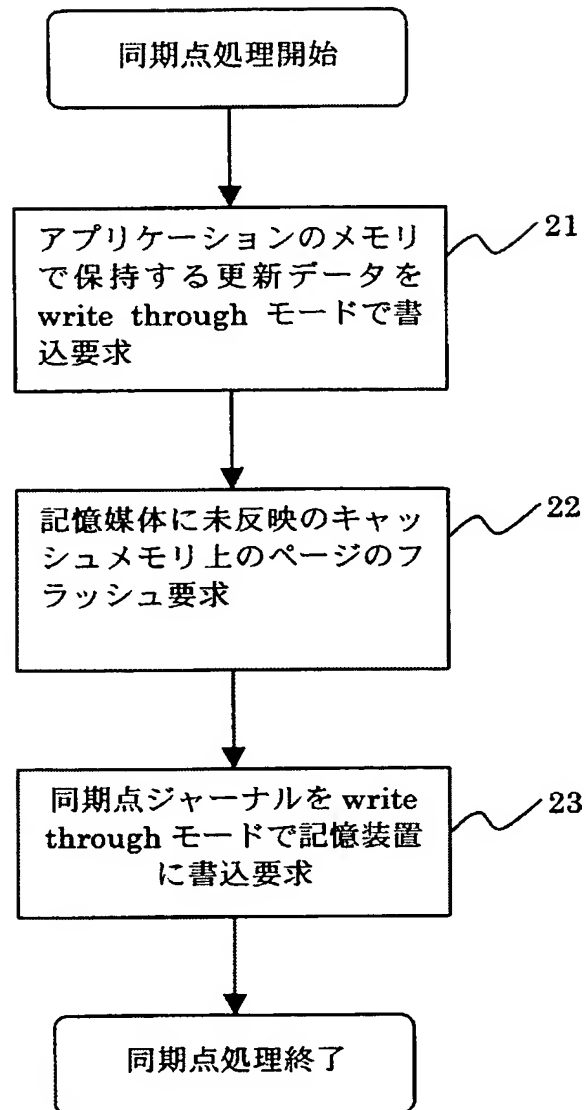 同期点処理開始
アプリケーションのメモリ
で保持する更新データを
write through モードで書
込要求
21
記憶媒体に未反映のキャッ
シュメモリ上のページのフ
ラッシュ要求
22
同期点ジャーナルを write
through モードで記憶装置
に書込要求
23
同期点処理終了